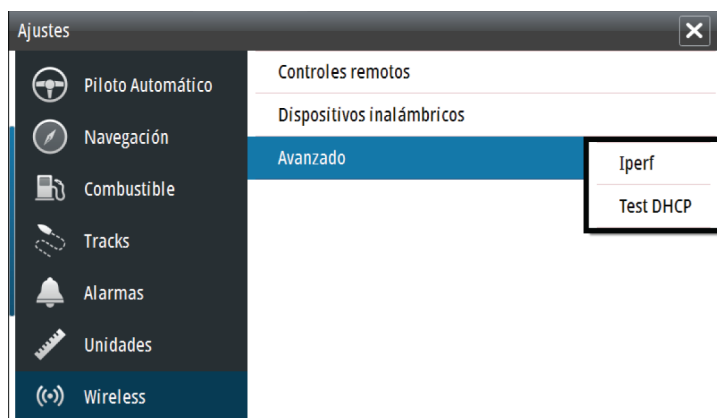 Ajustes
Piloto Automático
Navegación
Combustible
Tracks
Alarmas
Unidades
Wireless
Controles remotos
Dispositivos inalámbricos
Avanzado
Iperf
Test DHCP